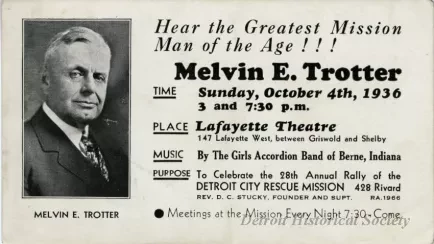 Hear the Greatest Mission
Man of the Age ! ! !
Melvin E. Trotter
TIME Sunday, October 4th, 1936
3 and 7:30 p.m.
PLACE Lafayette Theatre
147 Lafayette West, between Griswold and Shelby
MUSIC By The Girls Accordion Band of Berne, Indiana
PURPOSE To Celebrate the 28th Annual Rally of the
DETROIT CITY RESCUE MISSION 428 Rivard
REV. D. C. STUCKY, FOUNDER AND SUPT. RA.1966
MELVIN E. TROTTER
● Meetings at the Mission Every Night 7:30 - Come
Detroit Historical Society